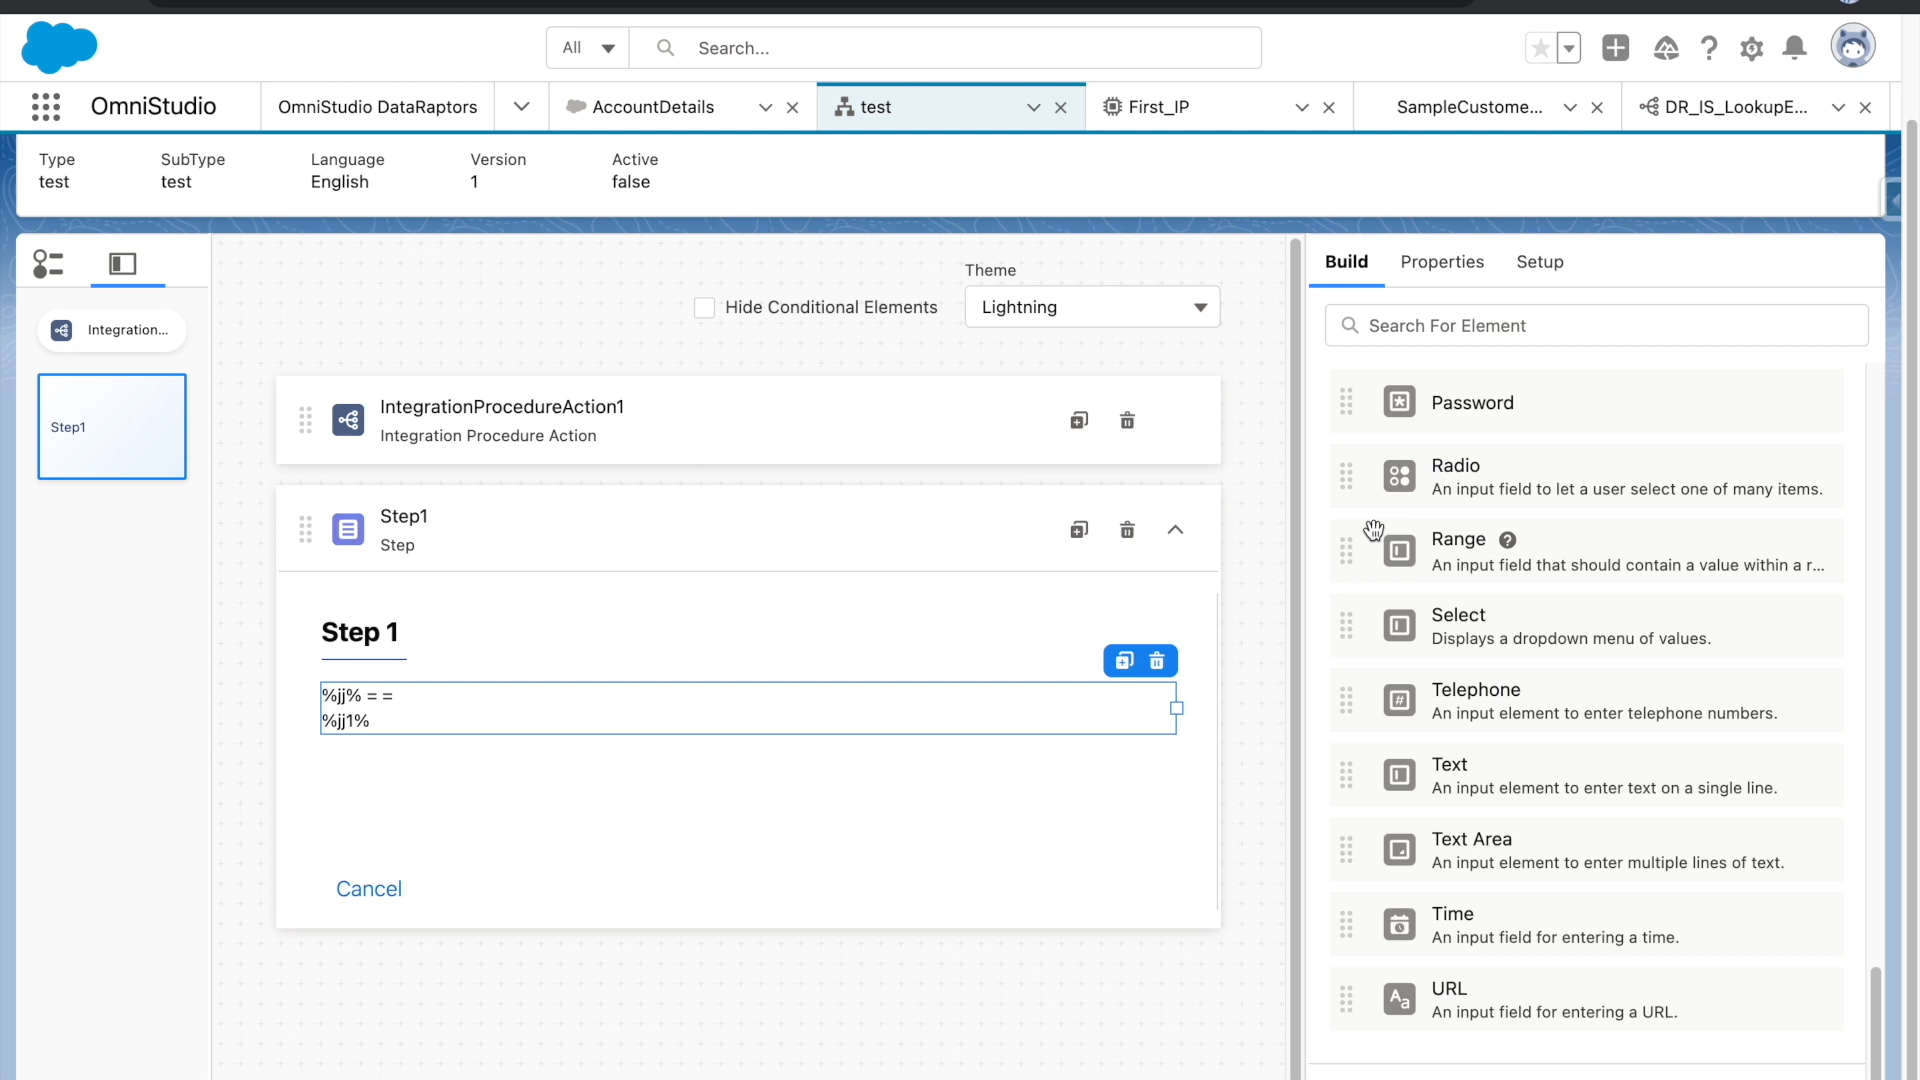 All
Search...
OmniStudio
OmniStudio DataRaptors
AccountDetails
test
First_IP
SampleCustome...
DR_IS_LookupE...
Type
test
SubType
test
Language
English
Version
1
Active
false
Integration...
Step1
Theme
Hide Conditional Elements
Lightning
IntegrationProcedureAction1
Integration Procedure Action
Step1
Step
Step 1
%jj% = =
%jj1%
Cancel
Build
Properties
Setup
Search For Element
Password
Radio
An input field to let a user select one of many items.
Range
An input field that should contain a value within a r...
Select
Displays a dropdown menu of values.
Telephone
An input element to enter telephone numbers.
Text
An input element to enter text on a single line.
Text Area
An input element to enter multiple lines of text.
Time
An input field for entering a time.
URL
An input field for entering a URL.